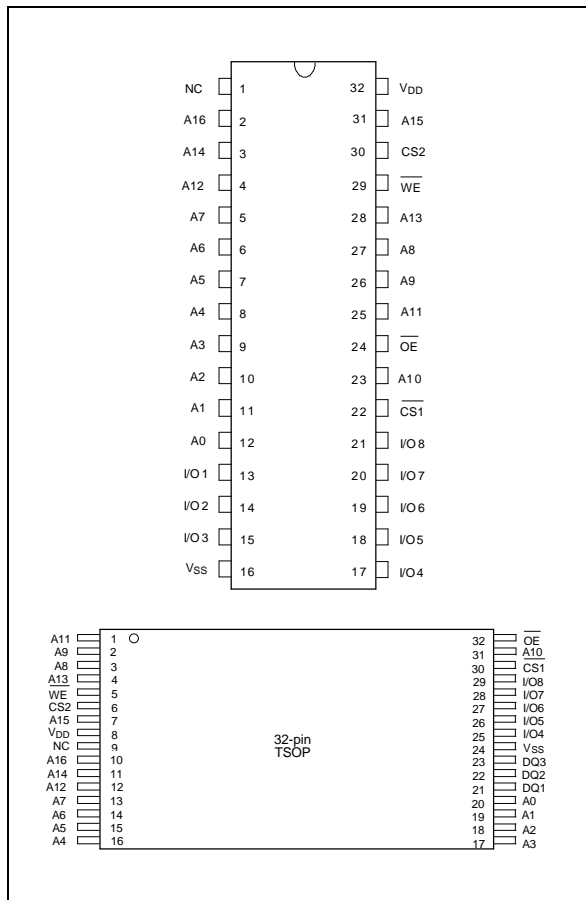 NC 1 32 VDD
A16 2 31 A15
A14 3 30 CS2
A12 4 29 W̅E̅
A7 5 28 A13
A6 6 27 A8
A5 7 26 A9
A4 8 25 A11
A3 9 24 O̅E̅
A2 10 23 A10
A1 11 22 C̅S̅1̅
A0 12 21 I/O8
I/O1 13 20 I/O7
I/O2 14 19 I/O6
I/O3 15 18 I/O5
VSS 16 17 I/O4
A11 1 32 O̅E̅
A9 2 31 A10
A8 3 30 C̅S̅1̅
A13 4 29 I/O8
W̅E̅ 5 28 I/O7
CS2 6 27 I/O6
A15 7 26 I/O5
VDD 8 25 I/O4
NC 9 24 VSS
A16 10 23 DQ3
A14 11 22 DQ2
A12 12 21 DQ1
A7 13 20 A0
A6 14 19 A1
A5 15 18 A2
A4 16 17 A3
32-pin
TSOP